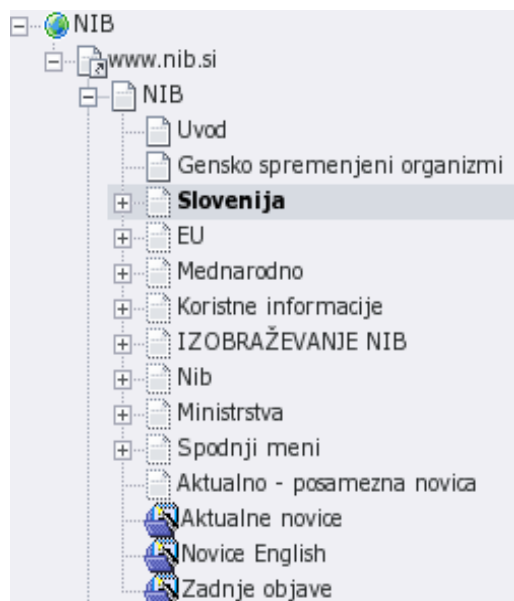 NIB
www.nib.si
NIB
Uvod
Gensko spremenjeni organizmi
Slovenija
EU
Mednarodno
Koristne informacije
IZOBRAŽEVANJE NIB
Nib
Ministrstva
Spodnji meni
Aktualno - posamezna novica
Aktualne novice
Novice English
Zadnje objave